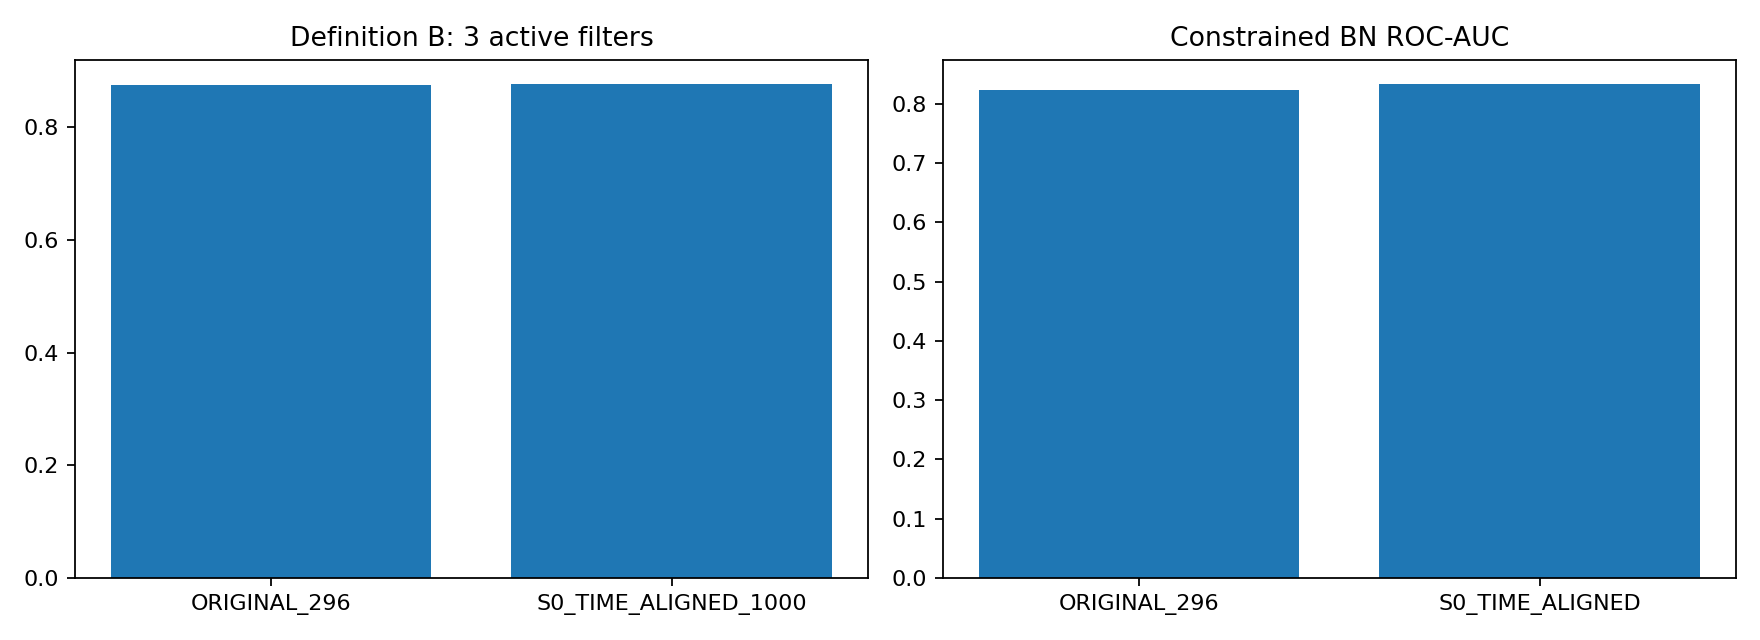 Definition B: 3 active filters
0.8
0.6
0.4
0.2
0.0
ORIGINAL_296
S0_TIME_ALIGNED_1000
Constrained BN ROC-AUC
0.8
0.7
0.6
0.5
0.4
0.3
0.2
0.1
0.0
ORIGINAL_296
S0_TIME_ALIGNED